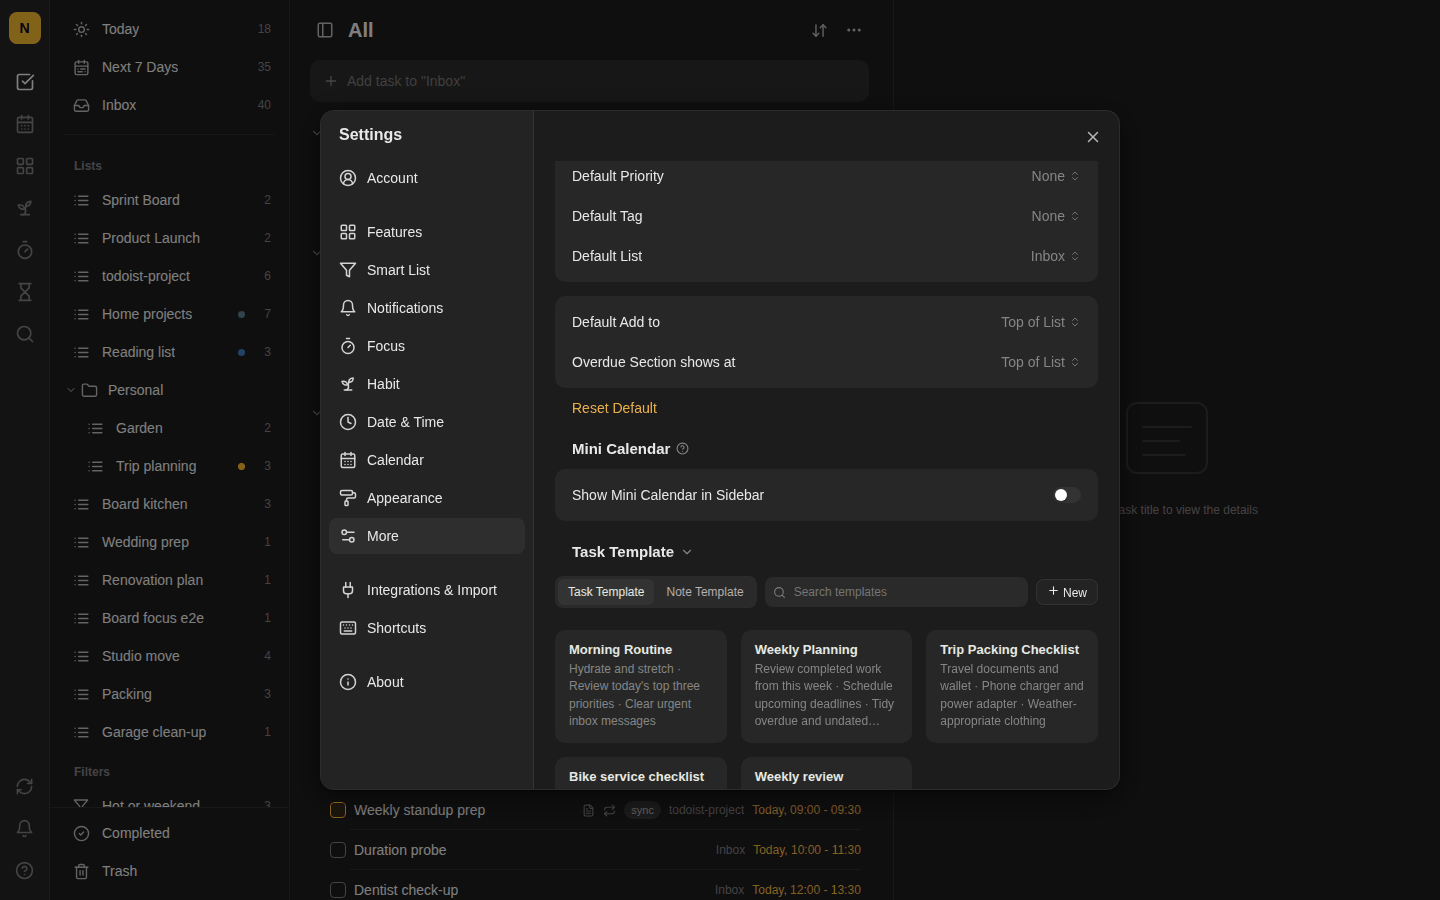 N
Today 18
Next 7 Days 35
Inbox 40
Lists
Sprint Board 2
Product Launch 2
todoist-project 6
Home projects 7
Reading list 3
Personal
Garden 2
Trip planning 3
Board kitchen 3
Wedding prep 1
Renovation plan 1
Board focus e2e 1
Studio move 4
Packing 3
Garage clean-up 1
Filters
Hot or weekend 3
Completed
Trash
All
Add task to "Inbox"
Settings
Account
Features
Smart List
Notifications
Focus
Habit
Date & Time
Calendar
Appearance
More
Integrations & Import
Shortcuts
About
Default Priority None
Default Tag None
Default List Inbox
Default Add to Top of List
Overdue Section shows at Top of List
Reset Default
Mini Calendar
Show Mini Calendar in Sidebar
Task Template
Task Template Note Template Search templates New
Morning Routine
Hydrate and stretch ·
Review today's top three
priorities · Clear urgent
inbox messages
Weekly Planning
Review completed work
from this week · Schedule
upcoming deadlines · Tidy
overdue and undated…
Trip Packing Checklist
Travel documents and
wallet · Phone charger and
power adapter · Weather-
appropriate clothing
Bike service checklist
Weekly review
Weekly standup prep sync todoist-project Today, 09:00 - 09:30
Duration probe Inbox Today, 10:00 - 11:30
Dentist check-up Inbox Today, 12:00 - 13:30
ask title to view the details